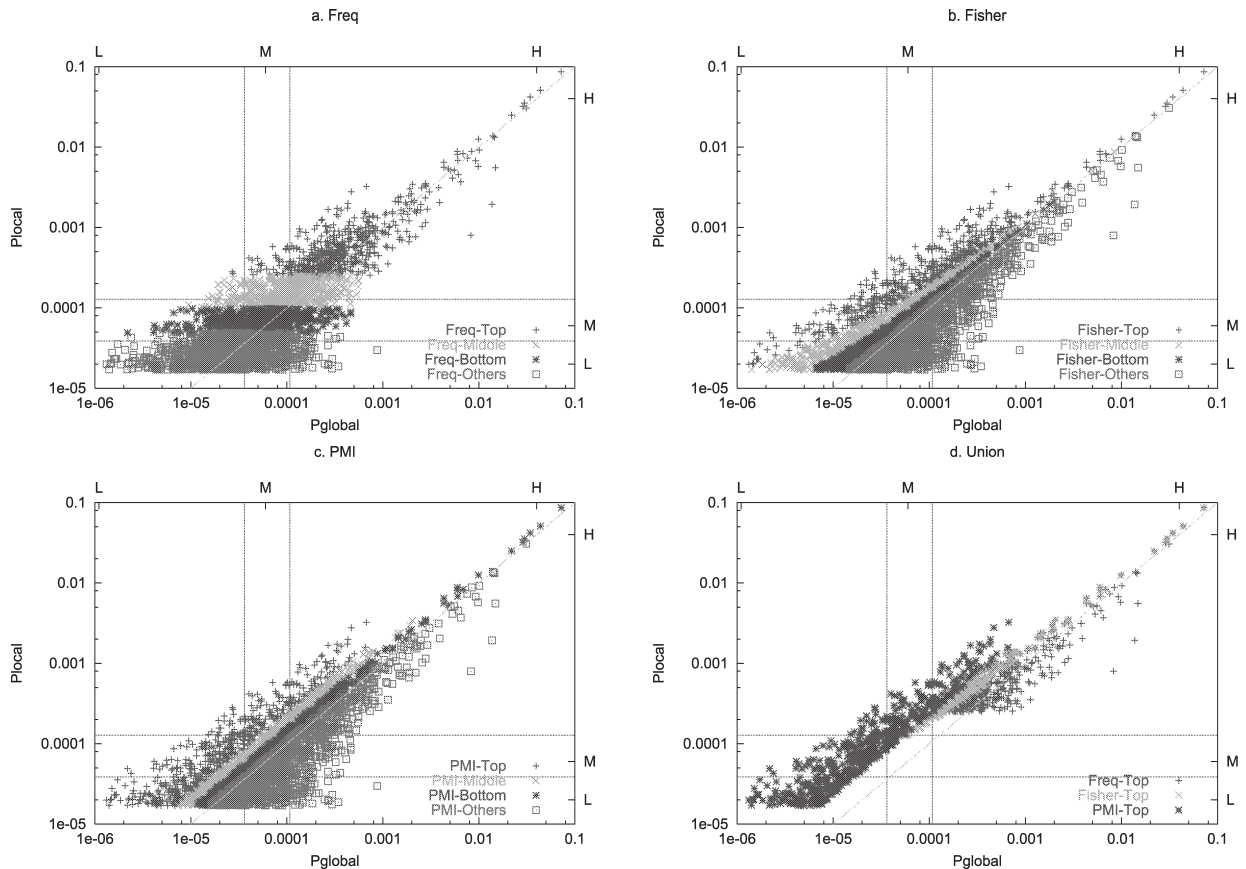 a. Freq
L M H
0.1
H
0.01
0.001
Plocal
0.0001
M
Freq-Top
Freq-Middle
Freq-Bottom
L
Freq-Others
1e-05
1e-06 1e-05 0.0001 0.001 0.01 0.1
Pglobal
b. Fisher
L M H
0.1
H
0.01
0.001
Plocal
0.0001
M
Fisher-Top
Fisher-Middle
Fisher-Bottom
L
Fisher-Others
1e-05
1e-06 1e-05 0.0001 0.001 0.01 0.1
Pglobal
c. PMI
L M H
0.1
H
0.01
0.001
Plocal
0.0001
M
PMI-Top
PMI-Middle
PMI-Bottom
L
PMI-Others
1e-05
1e-06 1e-05 0.0001 0.001 0.01 0.1
Pglobal
d. Union
L M H
0.1
H
0.01
0.001
Plocal
0.0001
M
Freq-Top
Fisher-Top
L
PMI-Top
1e-05
1e-06 1e-05 0.0001 0.001 0.01 0.1
Pglobal